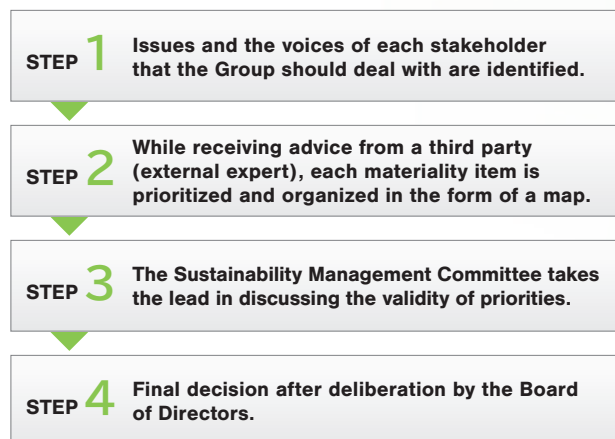 STEP 1 Issues and the voices of each stakeholder
that the Group should deal with are identified.
STEP 2 While receiving advice from a third party
(external expert), each materiality item is
prioritized and organized in the form of a map.
STEP 3 The Sustainability Management Committee takes
the lead in discussing the validity of priorities.
STEP 4 Final decision after deliberation by the Board
of Directors.